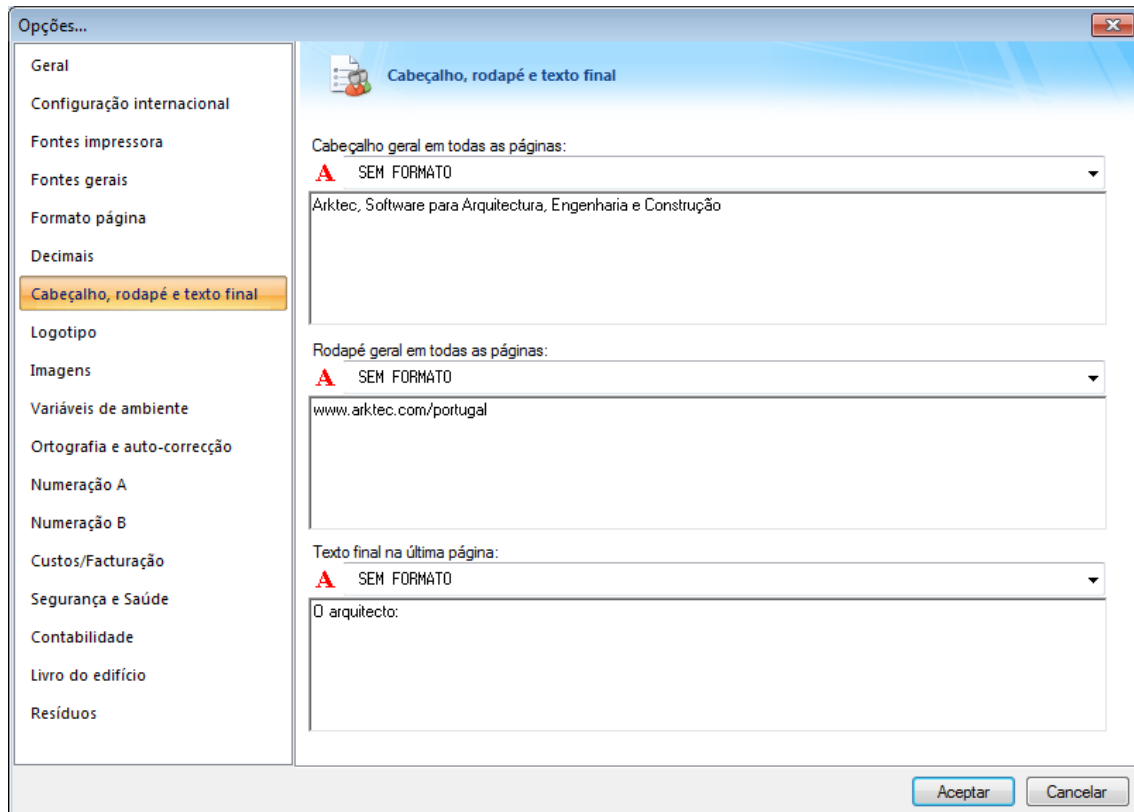 Opções...
Geral
Configuração internacional
Fontes impressora
Fontes gerais
Formato página
Decimais
Cabeçalho, rodapé e texto final
Logotipo
Imagens
Variáveis de ambiente
Ortografia e auto-correcção
Numeração A
Numeração B
Custos/Facturação
Segurança e Saúde
Contabilidade
Livro do edifício
Resíduos
Cabeçalho, rodapé e texto final
Cabeçalho geral em todas as páginas:
A SEM FORMATO
Arktec, Software para Arquitectura, Engenharia e Construção
Rodapé geral em todas as páginas:
A SEM FORMATO
www.arktec.com/portugal
Texto final na última página:
A SEM FORMATO
O arquitecto:
Aceptar Cancelar